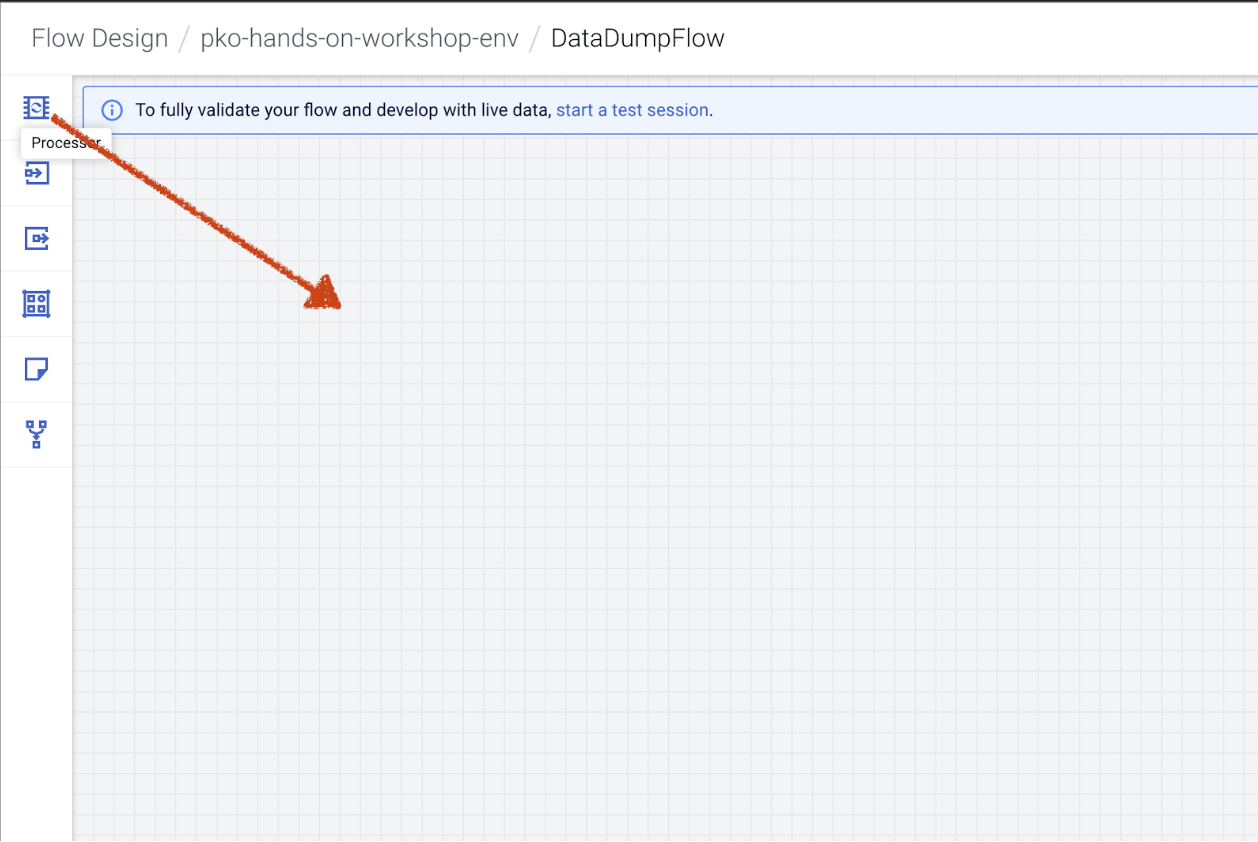 Flow Design / pko-hands-on-workshop-env / DataDumpFlow
To fully validate your flow and develop with live data, start a test session.
Processor